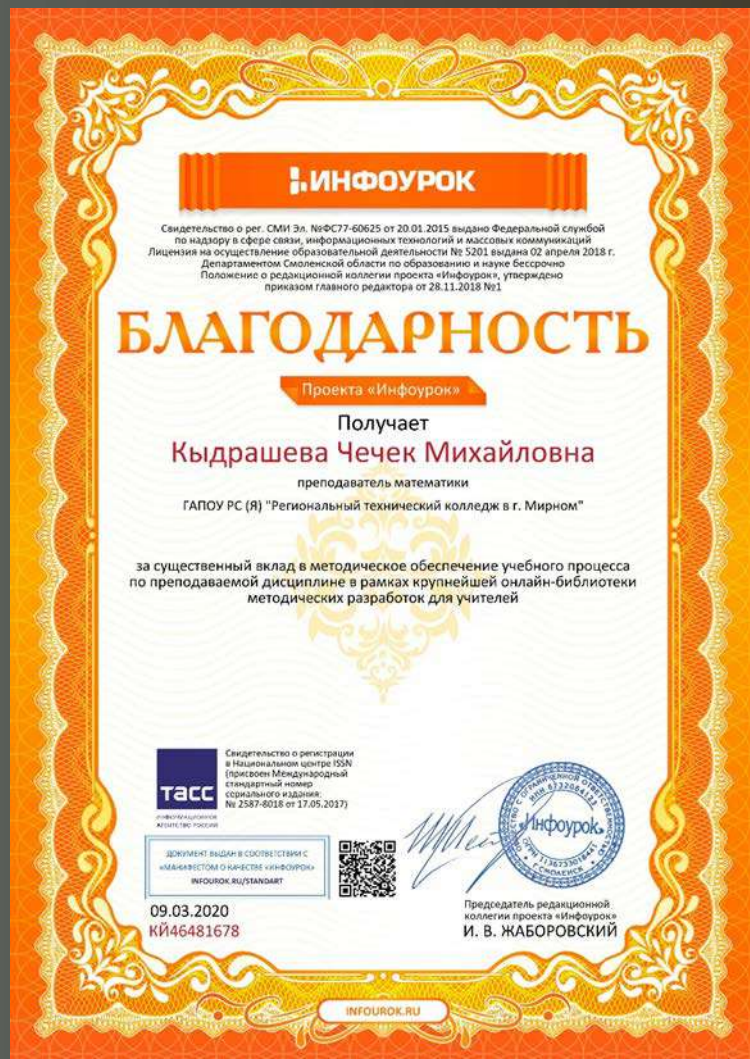 ИНФОУРОК
Свидетельство о рег. СМИ Эл. №ФС77-60625 от 20.01.2015 выдано Федеральной службой
по надзору в сфере связи, информационных технологий и массовых коммуникаций
Лицензия на осуществление образовательной деятельности № 5201 выдана 02 апреля 2018 г.
Департаментом Смоленской области по образованию и науке бессрочно
Положение о редакционной коллегии проекта «Инфоурок», утверждено
приказом главного редактора от 28.11.2018 №1
БЛАГОДАРНОСТЬ
Проекта «Инфоурок»
Получает
Кыдрашева Чечек Михайловна
преподаватель математики
ГАПОУ РС (Я) "Региональный технический колледж в г. Мирном"
за существенный вклад в методическое обеспечение учебного процесса
по преподаваемой дисциплине в рамках крупнейшей онлайн-библиотеки
методических разработок для учителей
Свидетельство о регистрации
в Национальном центре ISSN
(присвоен Международный
стандартный номер
сериального издания:
№ 2587-8018 от 17.05.2017)
ТАСС
ИНФОРМАЦИОННОЕ
АГЕНТСТВО РОССИИ
ДОКУМЕНТ ВЫДАН В СООТВЕТСТВИИ С
«МАНИФЕСТОМ О КАЧЕСТВЕ «ИНФОУРОК»
INFOUROK.RU/STANDART
09.03.2020
КЙ46481678
«Инфоурок»
Г. СМОЛЕНСК
Председатель редакционной
коллегии проекта «Инфоурок»
И. В. ЖАБОРОВСКИЙ
INFOUROK.RU